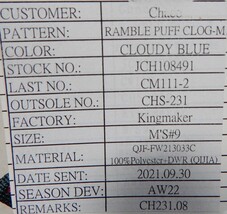 CUSTOMER:
PATTERN: RAMBLE PUFF CLOG-M
COLOR: CLOUDY BLUE
STOCK NO.: JCH108491
LAST NO.: CM111-2
OUTSOLE NO.: CHS-231
FACTORY: Kingmaker
SIZE: M'S#9
MATERIAL: QJF-FW213033C
100%Polyester+DWR (QIJIA)
DATE SENT: 2021.09.30
SEASON DEV: AW22
REMARKS: CH231.08